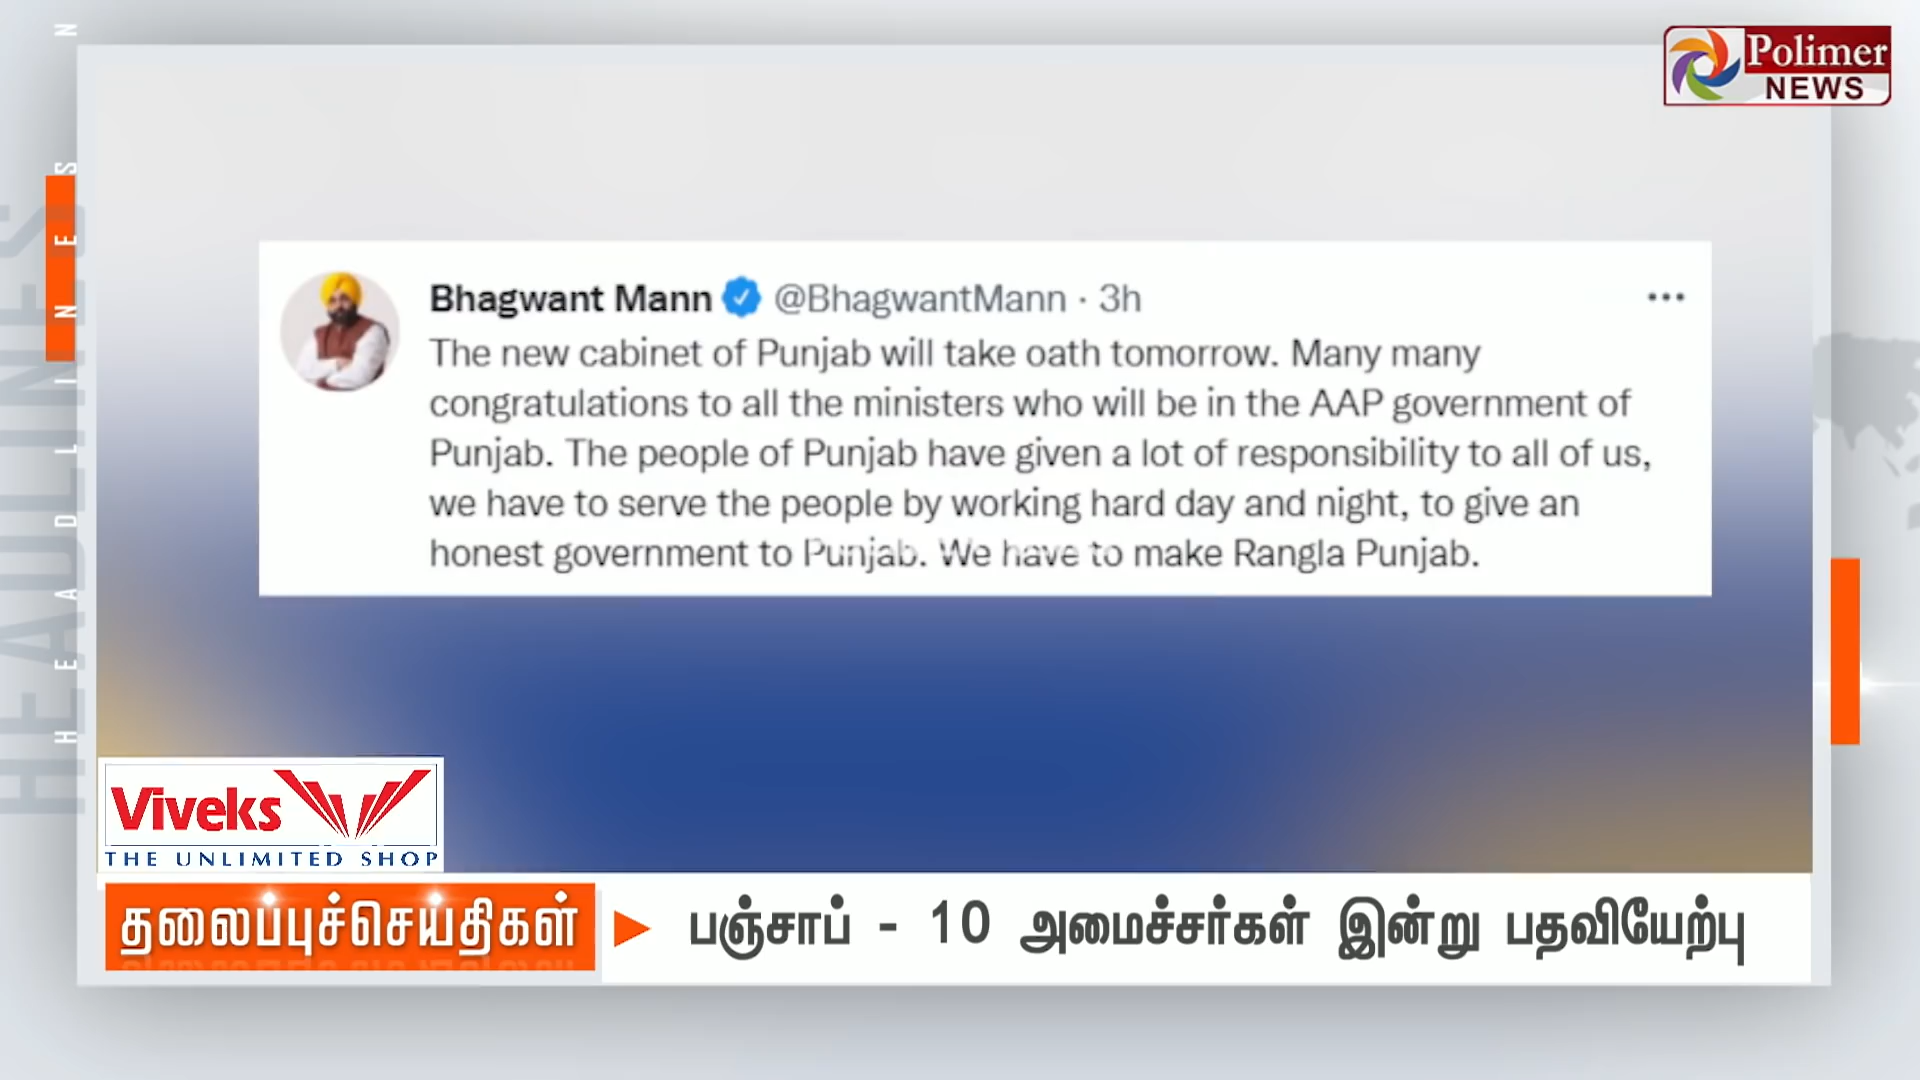 Polimer
NEWS
HEADLINES
HEADLINES N
Bhagwant Mann @BhagwantMann · 3h
The new cabinet of Punjab will take oath tomorrow. Many many
congratulations to all the ministers who will be in the AAP government of
Punjab. The people of Punjab have given a lot of responsibility to all of us,
we have to serve the people by working hard day and night, to give an
honest government to Punjab. We have to make Rangla Punjab.
Viveks
THE UNLIMITED SHOP
தலைப்புச்செய்திகள்
பஞ்சாப் - 10 அமைச்சர்கள் இன்று பதவியேற்பு